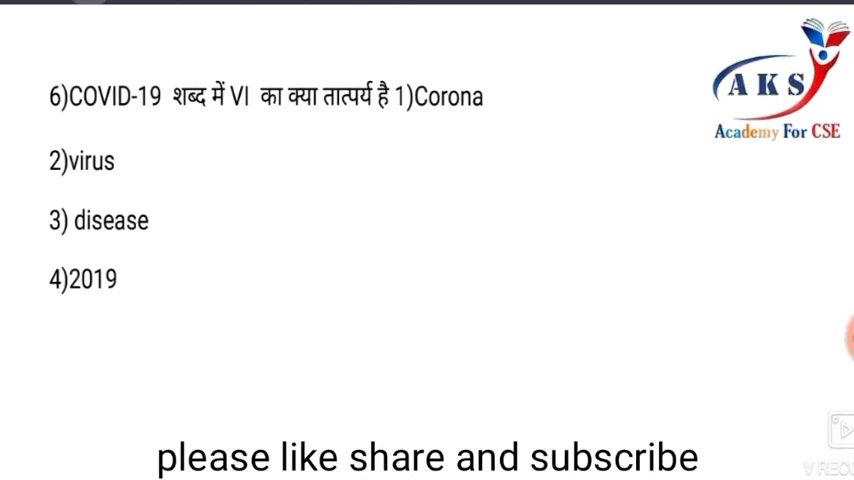 6)COVID-19 शब्द में VI का क्या तात्पर्य है 1)Corona
2)virus
3) disease
4)2019
AKS
Academy For CSE
please like share and subscribe
V RECO